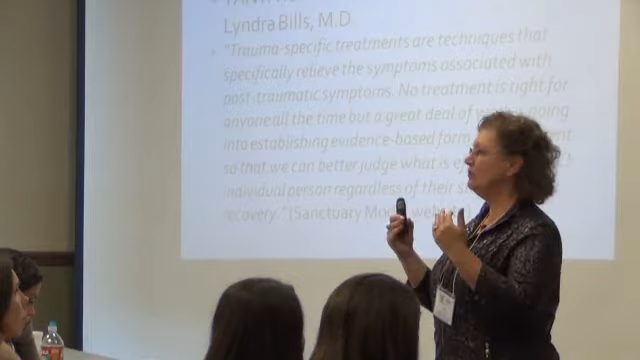 Lyndra Bills, M.D.
"Trauma-specific treatments are techniques that
specifically relieve the symptoms associated with
post-traumatic symptoms. No treatment is right for
anyone all the time but a great deal of going
into establishing evidence-based form
so that we can better judge what is
individual person regardless of their
recovery." (Sanctuary